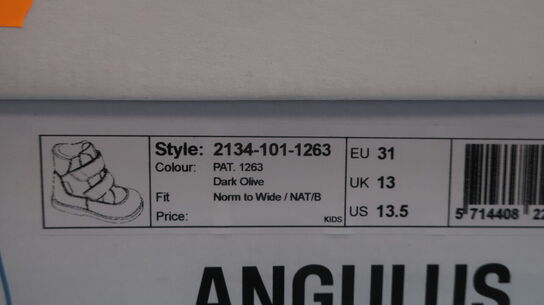 Style: 2134-101-1263
Colour: PAT. 1263
Dark Olive
Fit Norm to Wide / NAT/B
Price:
KIDS
EU 31
UK 13
US 13.5
5 714408 22
ANGULUS